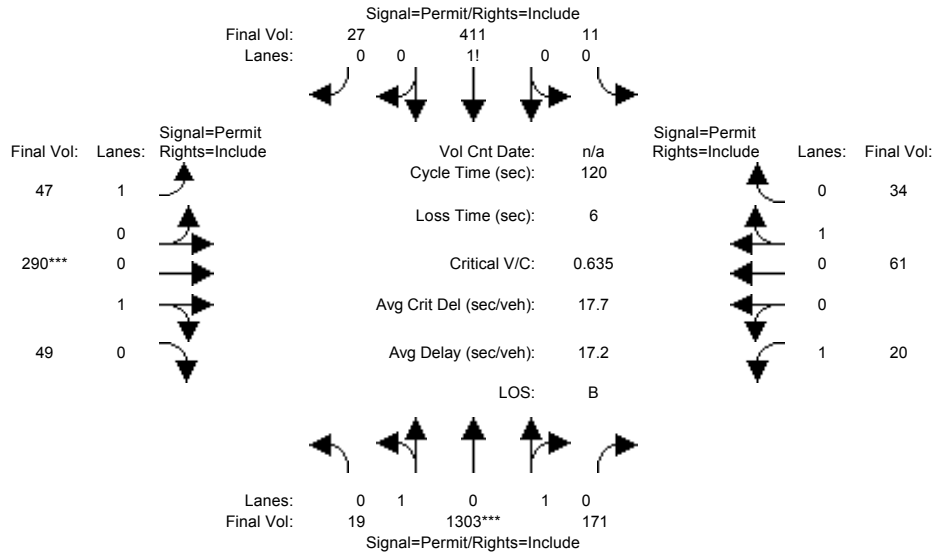 Signal=Permit/Rights=Include
Final Vol: 27 411 11
Lanes: 0 0 1! 0 0
Signal=Permit
Final Vol: Lanes: Rights=Include
Vol Cnt Date: n/a
Signal=Permit
Rights=Include Lanes: Final Vol:
Cycle Time (sec): 120
47 1
0 34
Loss Time (sec): 6
0
1
290*** 0
Critical V/C: 0.635
0 61
1
Avg Crit Del (sec/veh): 17.7
0
49 0
Avg Delay (sec/veh): 17.2
1 20
LOS: B
Lanes: 0 1 0 1 0
Final Vol: 19 1303*** 171
Signal=Permit/Rights=Include